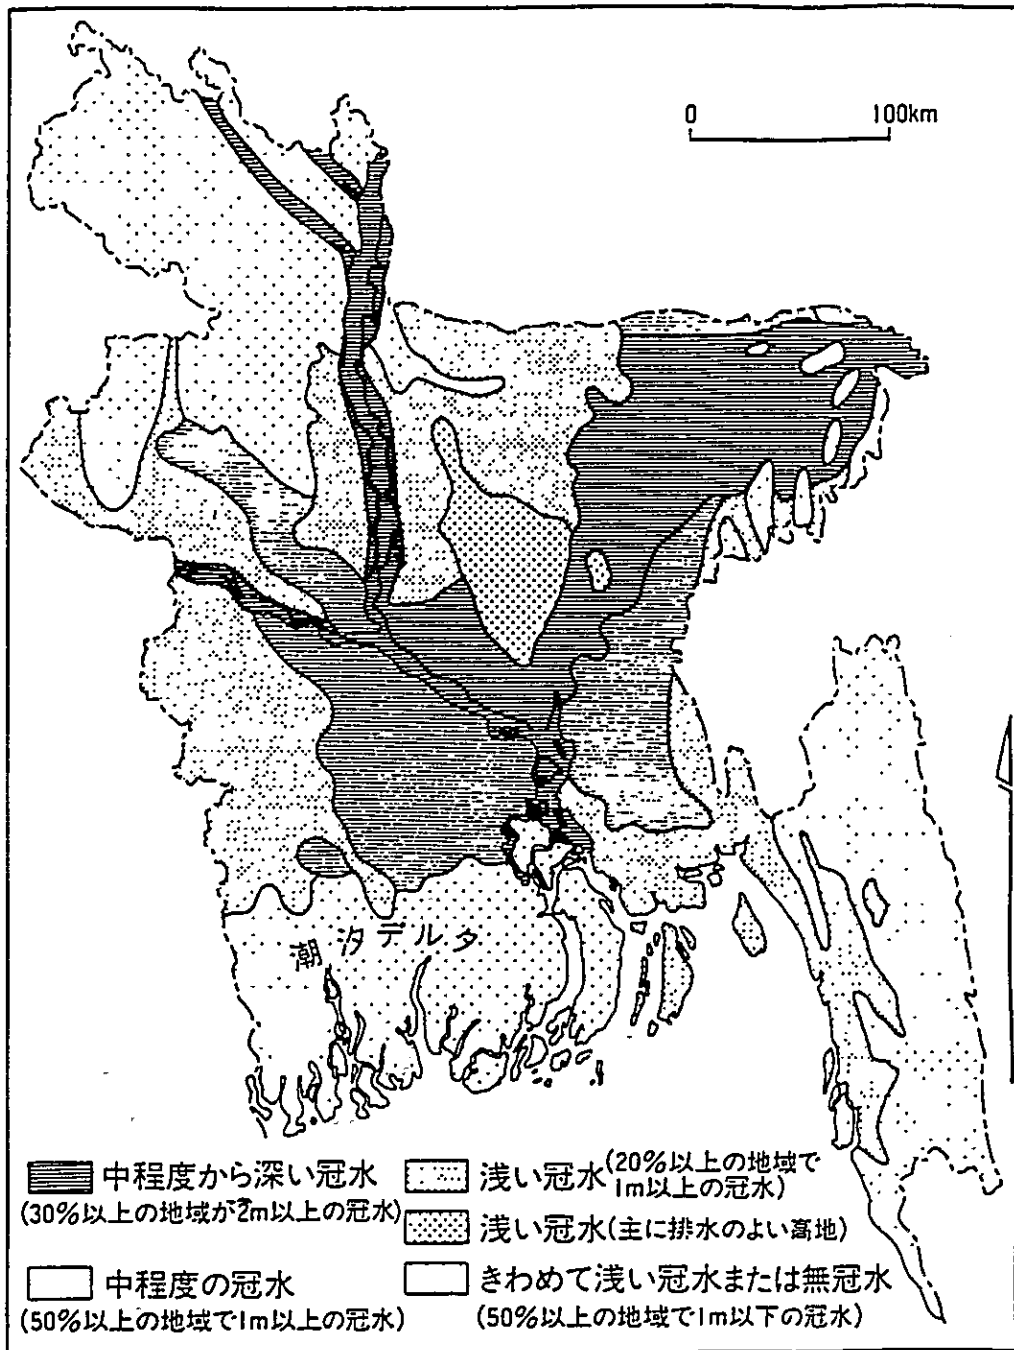 0 100km
潮汐デルタ
中程度から深い冠水
(30%以上の地域が2m以上の冠水)
中程度の冠水
(50%以上の地域で1m以上の冠水)
浅い冠水(20%以上の地域で
1m以上の冠水)
浅い冠水(主に排水のよい高地)
きわめて浅い冠水または無冠水
(50%以上の地域で1m以下の冠水)